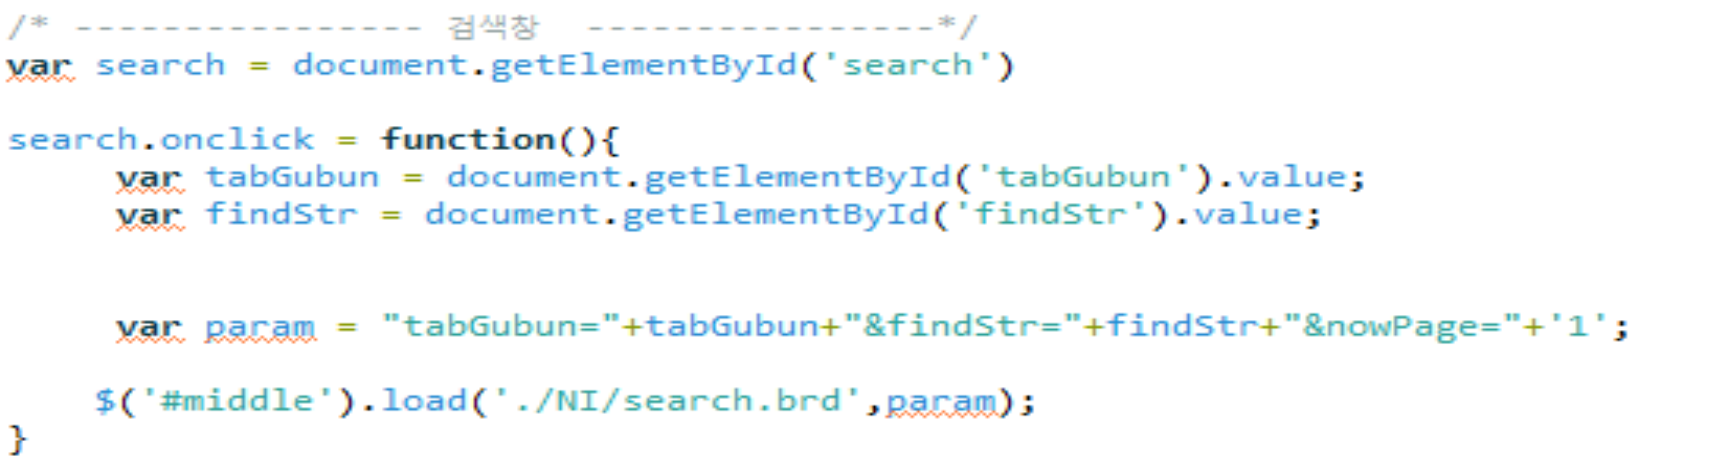 /* ---------------- 검색창  ----------------*/
var search = document.getElementById('search')
search.onclick = function(){
var tabGubun = document.getElementById('tabGubun').value;
var findStr = document.getElementById('findStr').value;
var param = "tabGubun="+tabGubun+"&findStr="+findStr+"&nowPage="+'1';
$('#middle').load('./NI/search.brd',param);
}